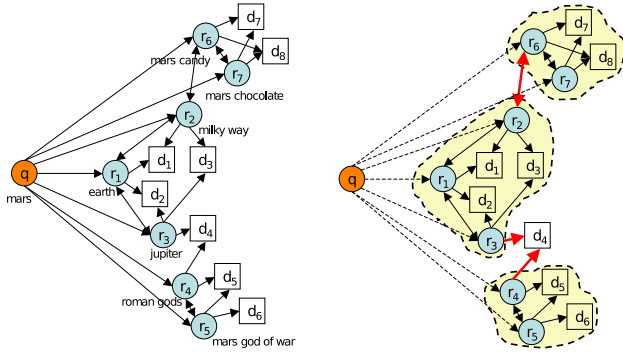 d7
r6
d8
mars candy
r7
mars chocolate
r2
milky way
d1
d3
q
r1
mars
earth
d2
d4
r3
jupiter
r4
d5
roman gods
d6
r5
mars god of war
d7
r6
d8
r7
r2
d1
d3
q
r1
d2
r3
d4
r4
d5
r5
d6